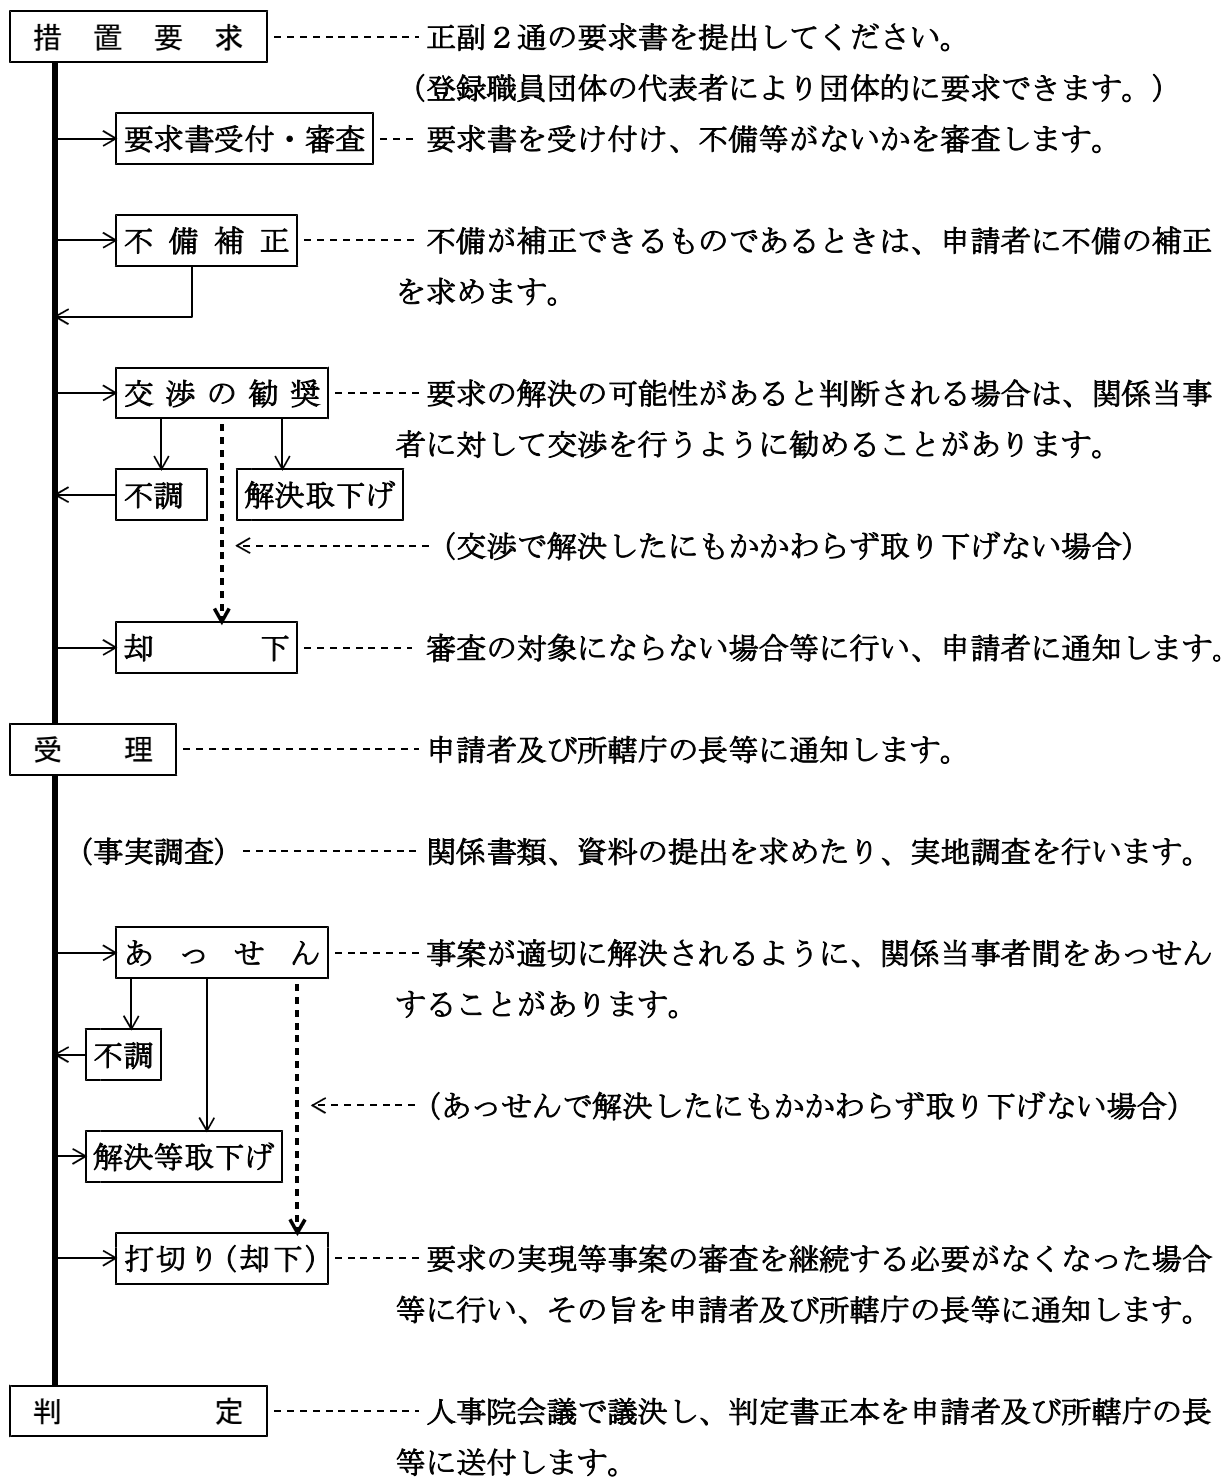 措置要求 正副２通の要求書を提出してください。
（登録職員団体の代表者により団体的に要求できます。）
要求書受付・審査 要求書を受け付け、不備等がないかを審査します。
不備補正 不備が補正できるものであるときは、申請者に不備の補正
を求めます。
交渉の勧奨 要求の解決の可能性があると判断される場合は、関係当事
者に対して交渉を行うように勧めることがあります。
不調 解決取下げ
（交渉で解決したにもかかわらず取り下げない場合）
却下 審査の対象にならない場合等に行い、申請者に通知します。
受理 申請者及び所轄庁の長等に通知します。
（事実調査） 関係書類、資料の提出を求めたり、実地調査を行います。
あっせん 事案が適切に解決されるように、関係当事者間をあっせん
することがあります。
不調
（あっせんで解決したにもかかわらず取り下げない場合）
解決等取下げ
打切り（却下） 要求の実現等事案の審査を継続する必要がなくなった場合
等に行い、その旨を申請者及び所轄庁の長等に通知します。
判定 人事院会議で議決し、判定書正本を申請者及び所轄庁の長
等に送付します。